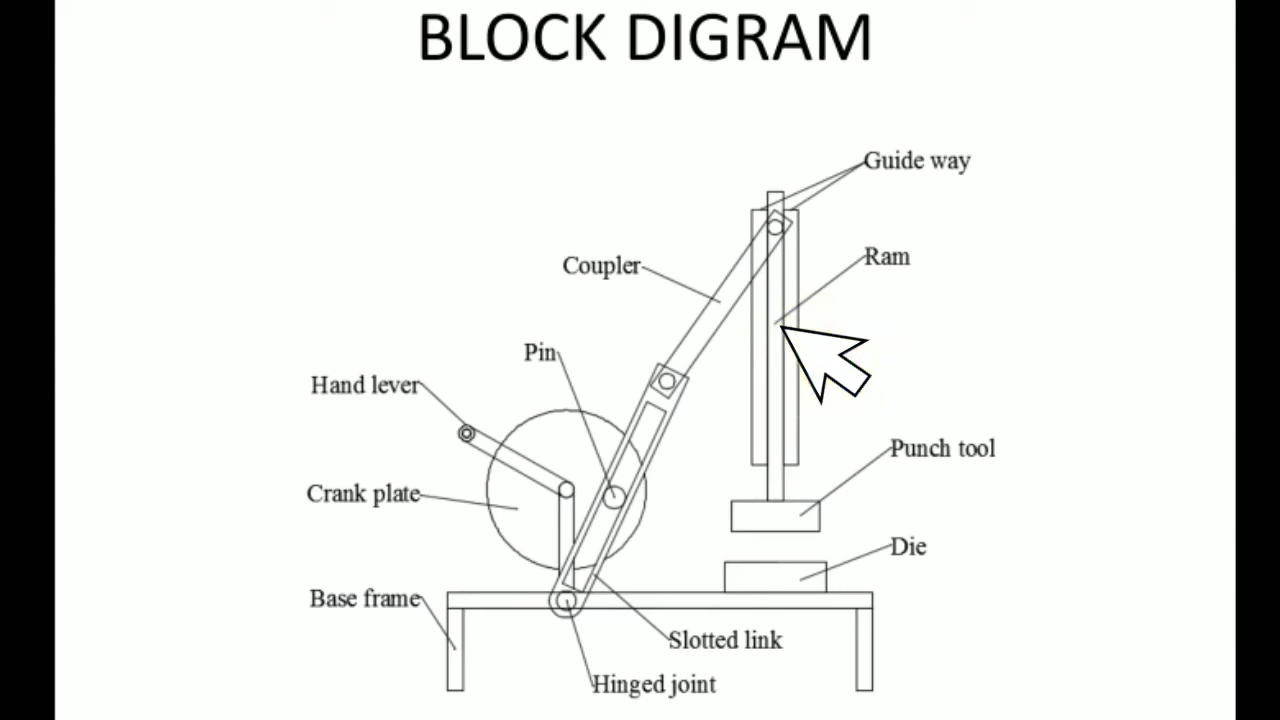 BLOCK DIGRAM
Guide way
Ram
Coupler
Pin
Hand lever
Punch tool
Crank plate
Die
Base frame
Slotted link
Hinged joint